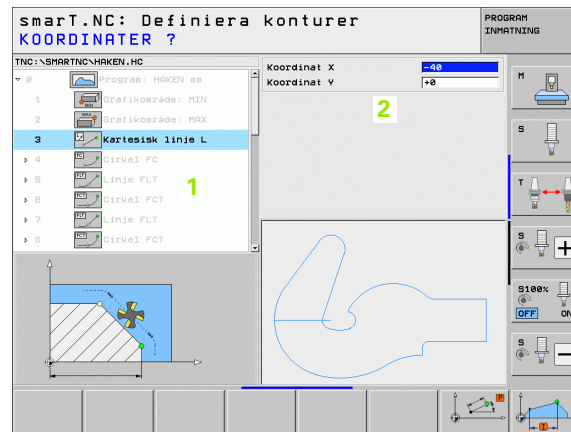 smarT.NC: Definiera konturer
KOORDINATER ?
PROGRAM
INMATNING
TNC:\SMARTNC\HAKEN.HC
0 Program: HAKEN mm
1 Grafikområde: MIN
2 Grafikområde: MAX
3 Kartesisk linje L
4 Cirkel FC
5 Linje FLT
6 Cirkel FCT
7 Linje FLT
8 Cirkel FCT
1
Koordinat X -40
Koordinat Y +0
2
M
S
T
S
S100%
OFF ON
S
P
I